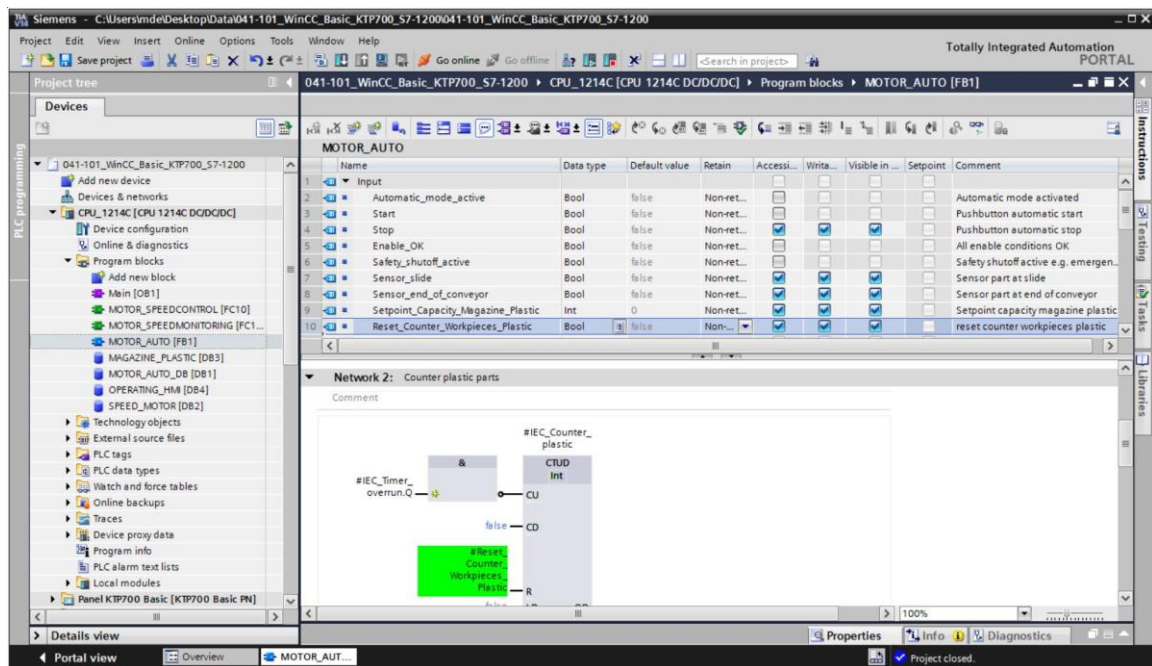 Siemens - C:\Users\mde\Desktop\Data\041-101_WinCC_Basic_KTP700_S7-1200\041-101_WinCC_Basic_KTP700_S7-1200
Project Edit View Insert Online Options Tools Window Help
Totally Integrated Automation
PORTAL
Save project Go online Go offline <Search in project>
Project tree
041-101_WinCC_Basic_KTP700_S7-1200 CPU_1214C [CPU 1214C DC/DC/DC] Program blocks MOTOR_AUTO [FB1]
Devices
PLC programming
041-101_WinCC_Basic_KTP700_S7-1200
Add new device
Devices & networks
CPU_1214C [CPU 1214C DC/DC/DC]
Device configuration
Online & diagnostics
Program blocks
Add new block
Main [OB1]
MOTOR_SPEEDCONTROL [FC10]
MOTOR_SPEEDMONITORING [FC1...
MOTOR_AUTO [FB1]
MAGAZINE_PLASTIC [DB3]
MOTOR_AUTO_DB [DB1]
OPERATING_HMI [DB4]
SPEED_MOTOR [DB2]
Technology objects
External source files
PLC tags
PLC data types
Watch and force tables
Online backups
Traces
Device proxy data
Program info
PLC alarm text lists
Local modules
Panel KTP700 Basic [KTP700 Basic PN]
Details view
MOTOR_AUTO
Name Data type Default value Retain Accessi... Writa... Visible in ... Setpoint Comment
1 Input
2 Automatic_mode_active Bool false Non-ret... Automatic mode activated
3 Start Bool false Non-ret... Pushbutton automatic start
4 Stop Bool false Non-ret... Pushbutton automatic stop
5 Enable_OK Bool false Non-ret... All enable conditions OK
6 Safety_shutoff_active Bool false Non-ret... Safety shutoff active e.g. emergen...
7 Sensor_slide Bool false Non-ret... Sensor part at slide
8 Sensor_end_of_conveyor Bool false Non-ret... Sensor part at end of conveyor
9 Setpoint_Capacity_Magazine_Plastic Int 0 Non-ret... Setpoint capacity magazine plastic
10 Reset_Counter_Workpieces_Plastic Bool false Non-... reset counter workpieces plastic
Network 2: Counter plastic parts
Comment
#IEC_Counter_
plastic
& CTUD
Int
#IEC_Timer_
overrun.Q
CU
false CD
#Reset_
Counter_
Workpieces_
Plastic R
100%
Instructions
Testing
Tasks
Libraries
Properties Info Diagnostics
Portal view Overview MOTOR_AUT... Project closed.